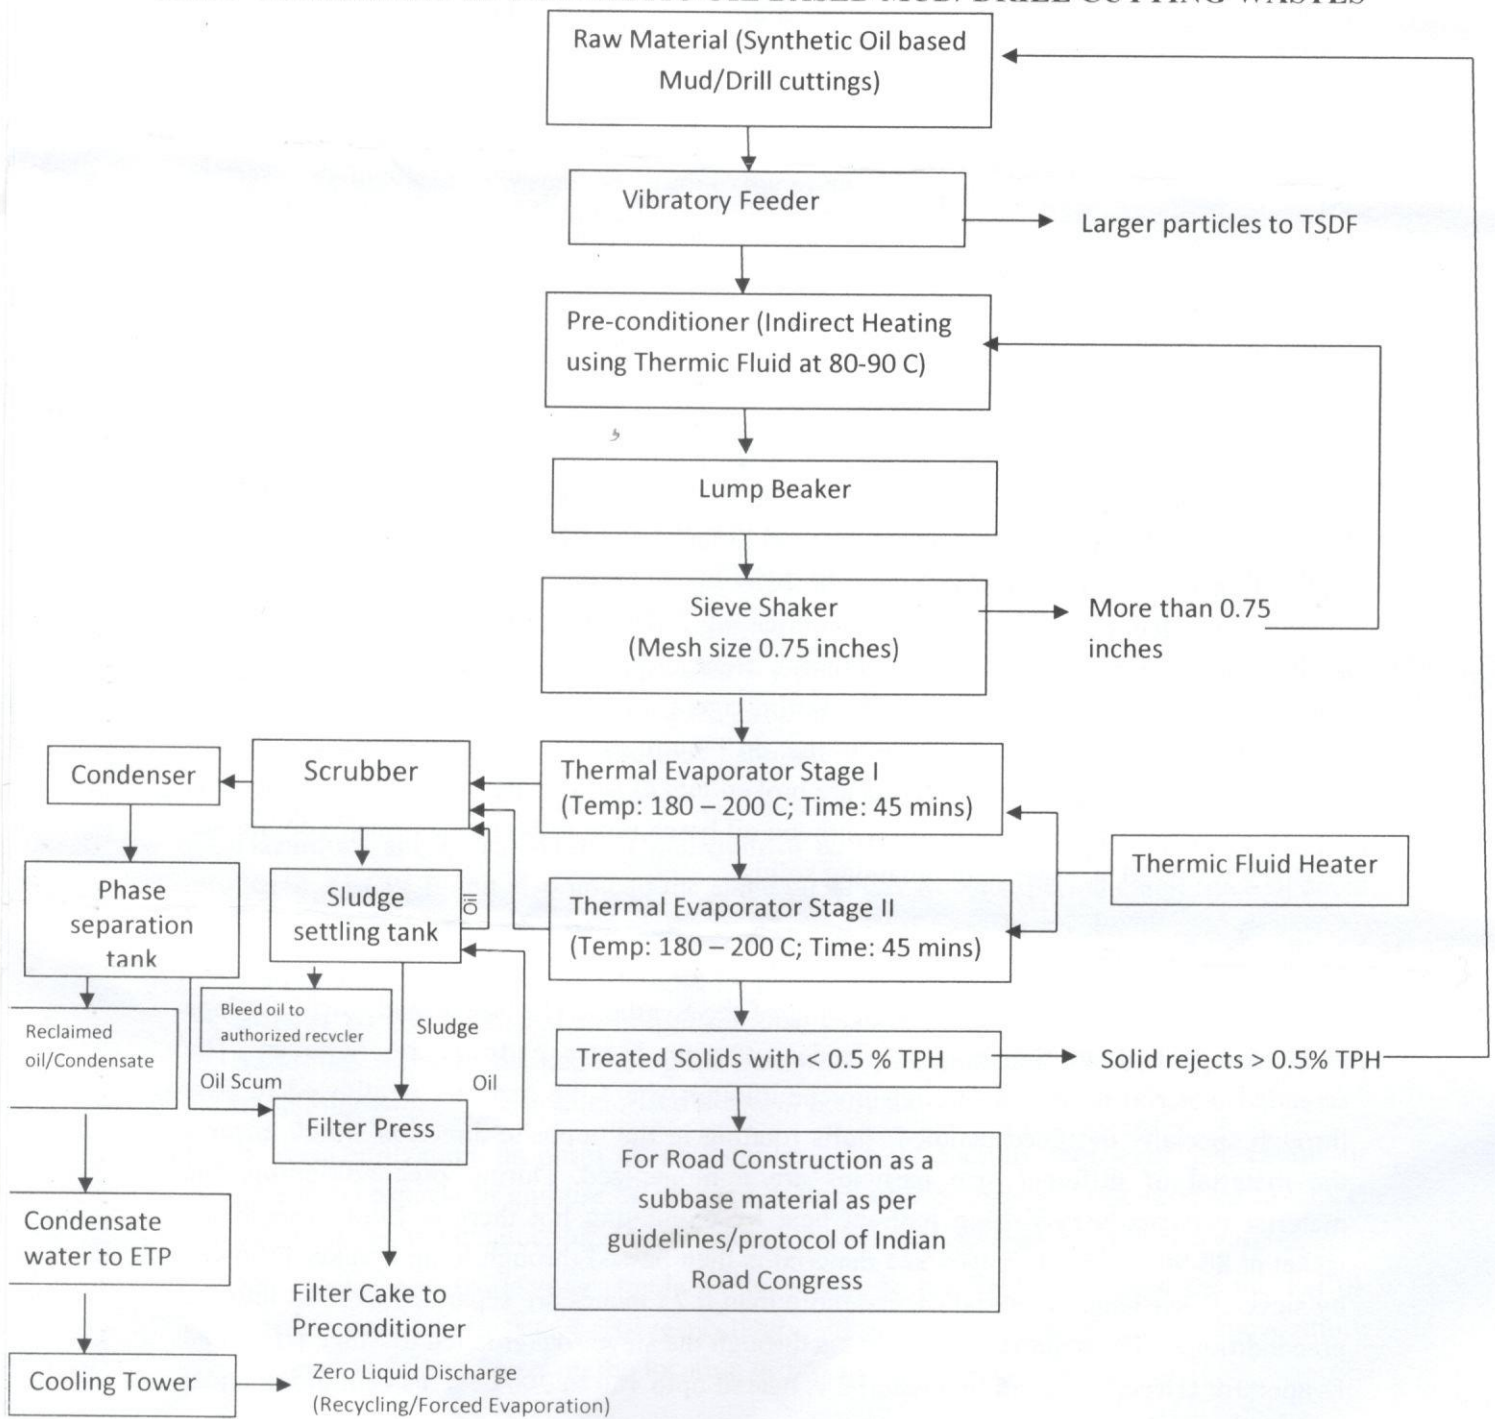 OIL BASED MUD/ DRILL CUTTING WASTES
Raw Material (Synthetic Oil based
Mud/Drill cuttings)
Vibratory Feeder
Larger particles to TSDF
Pre-conditioner (Indirect Heating
using Thermic Fluid at 80-90 C)
Lump Beaker
Sieve Shaker
(Mesh size 0.75 inches)
More than 0.75
inches
Condenser
Scrubber
Thermal Evaporator Stage I
(Temp: 180 – 200 C; Time: 45 mins)
Thermic Fluid Heater
Phase
separation
tank
Sludge
settling tank
Oil
Thermal Evaporator Stage II
(Temp: 180 – 200 C; Time: 45 mins)
Bleed oil to
authorized recycler
Reclaimed
oil/Condensate
Sludge
Oil Scum
Oil
Treated Solids with < 0.5 % TPH
Solid rejects > 0.5% TPH
Filter Press
For Road Construction as a
subbase material as per
guidelines/protocol of Indian
Road Congress
Condensate
water to ETP
Filter Cake to
Preconditioner
Cooling Tower
Zero Liquid Discharge
(Recycling/Forced Evaporation)